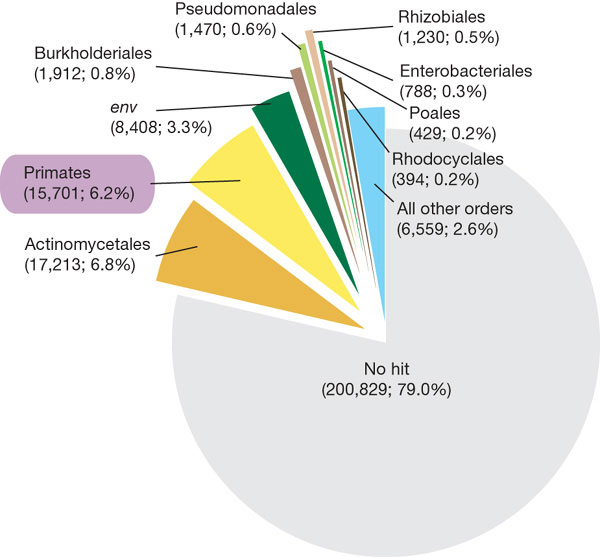 Pseudomonadales
(1,470; 0.6%)
Rhizobiales
(1,230; 0.5%)
Burkholderiales
(1,912; 0.8%)
Enterobacteriales
(788; 0.3%)
env
(8,408; 3.3%)
Poales
(429; 0.2%)
Primates
(15,701; 6.2%)
Rhodocyclales
(394; 0.2%)
All other orders
(6,559; 2.6%)
Actinomycetales
(17,213; 6.8%)
No hit
(200,829; 79.0%)